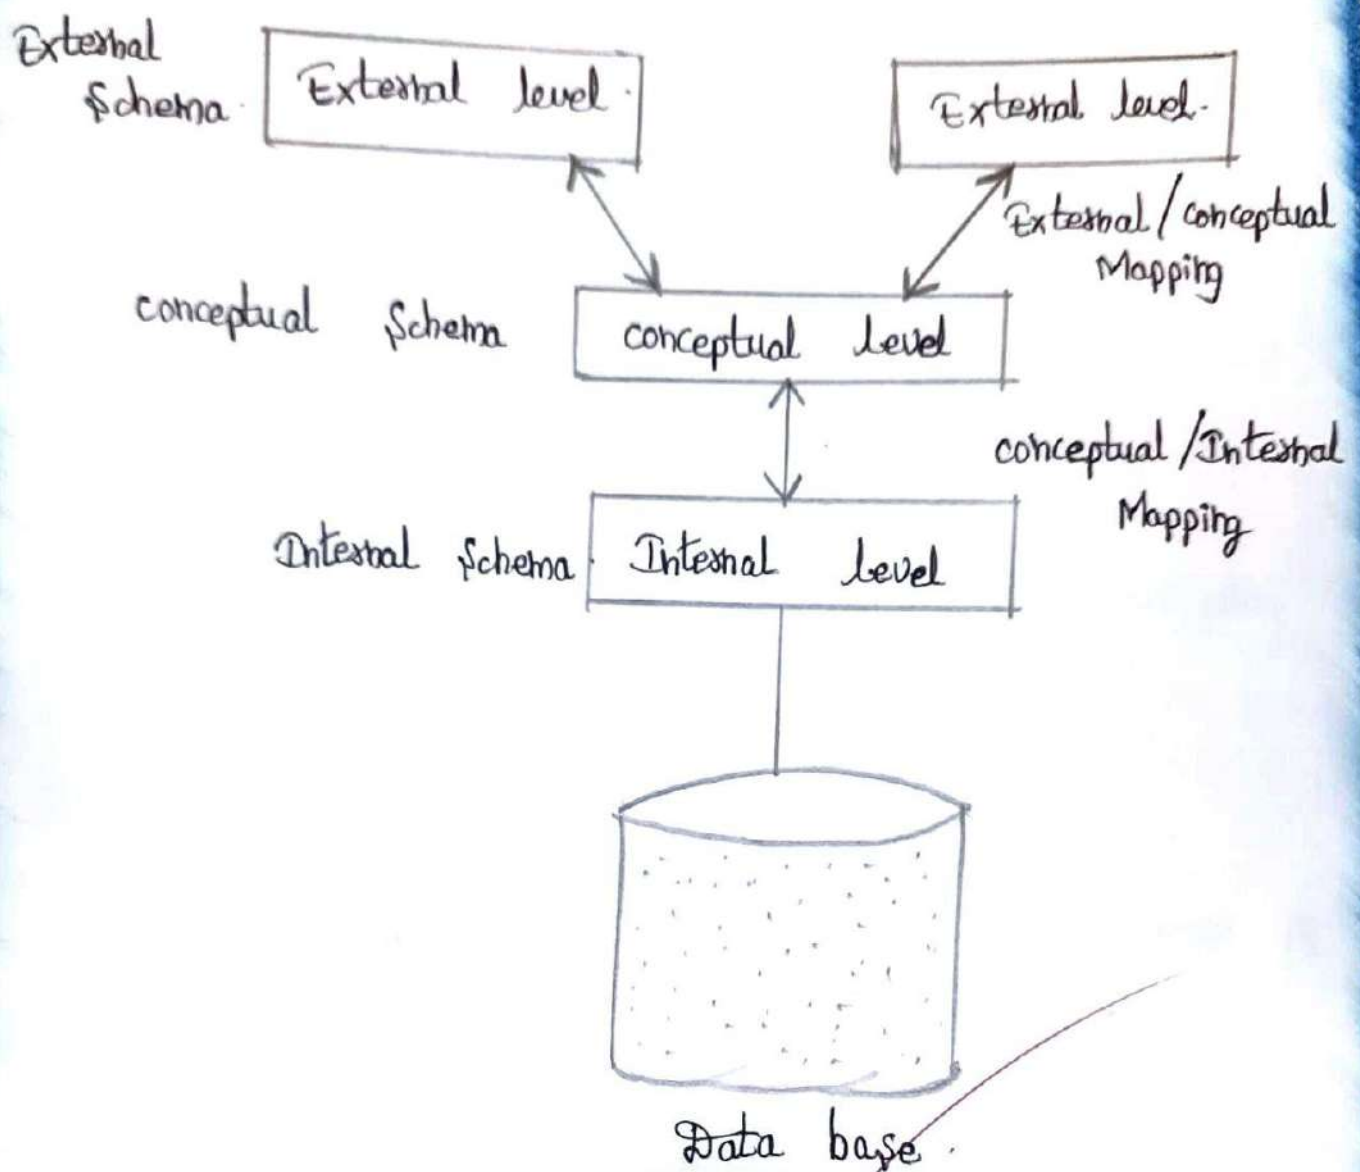 External
Schema
External level
External level.
External/conceptual
Mapping
conceptual Schema
conceptual level
conceptual/Internal
Mapping
Internal Schema
Internal level
Data base.